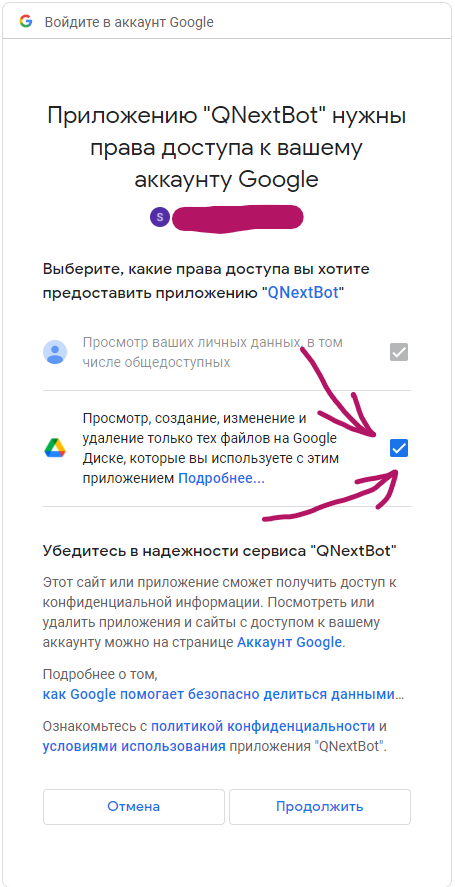 Войдите в аккаунт Google
Приложению "QNextBot" нужны
права доступа к вашему
аккаунту Google
S
Выберите, какие права доступа вы хотите
предоставить приложению "QNextBot"
Просмотр ваших личных данных, в том
числе общедоступных
Просмотр, создание, изменение и
удаление только тех файлов на Google
Диске, которые вы используете с этим
приложением Подробнее...
Убедитесь в надежности сервиса "QNextBot"
Этот сайт или приложение сможет получить доступ к
конфиденциальной информации. Посмотреть или
удалить приложения и сайты с доступом к вашему
аккаунту можно на странице Аккаунт Google.
Подробнее о том,
как Google помогает безопасно делиться данными…
Ознакомьтесь с политикой конфиденциальности и
условиями использования приложения "QNextBot".
Отмена
Продолжить